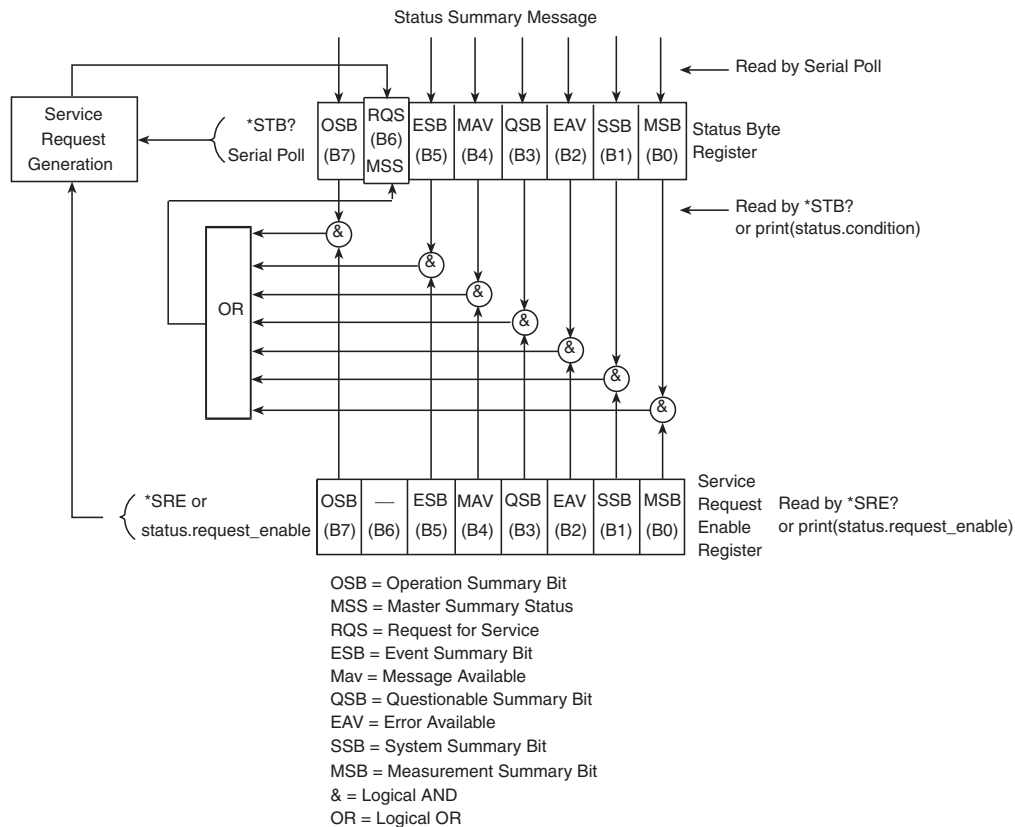 Status Summary Message
Read by Serial Poll
Service
Request
Generation
*STB?
Serial Poll
OSB
(B7)
RQS
(B6)
MSS
ESB
(B5)
MAV
(B4)
QSB
(B3)
EAV
(B2)
SSB
(B1)
MSB
(B0)
Status Byte
Register
Read by *STB?
or print(status.condition)
&
&
&
&
&
&
&
OR
*SRE or
status.request_enable
OSB
(B7)
—
(B6)
ESB
(B5)
MAV
(B4)
QSB
(B3)
EAV
(B2)
SSB
(B1)
MSB
(B0)
Service
Request
Enable
Register
Read by *SRE?
or print(status.request_enable)
OSB = Operation Summary Bit
MSS = Master Summary Status
RQS = Request for Service
ESB = Event Summary Bit
Mav = Message Available
QSB = Questionable Summary Bit
EAV = Error Available
SSB = System Summary Bit
MSB = Measurement Summary Bit
& = Logical AND
OR = Logical OR